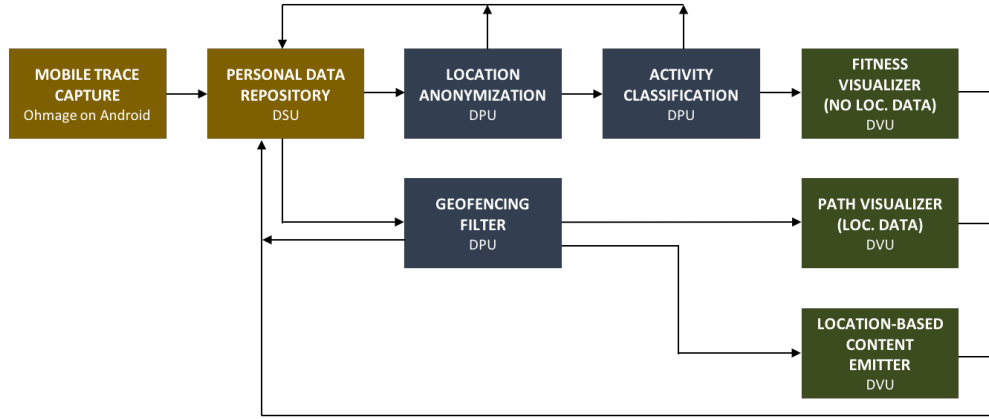 MOBILE TRACE
CAPTURE
Ohmage on Android
PERSONAL DATA
REPOSITORY
DSU
LOCATION
ANONYMIZATION
DPU
ACTIVITY
CLASSIFICATION
DPU
FITNESS
VISUALIZER
(NO LOC. DATA)
DVU
GEOFENCING
FILTER
DPU
PATH VISUALIZER
(LOC. DATA)
DVU
LOCATION-BASED
CONTENT
EMITTER
DVU